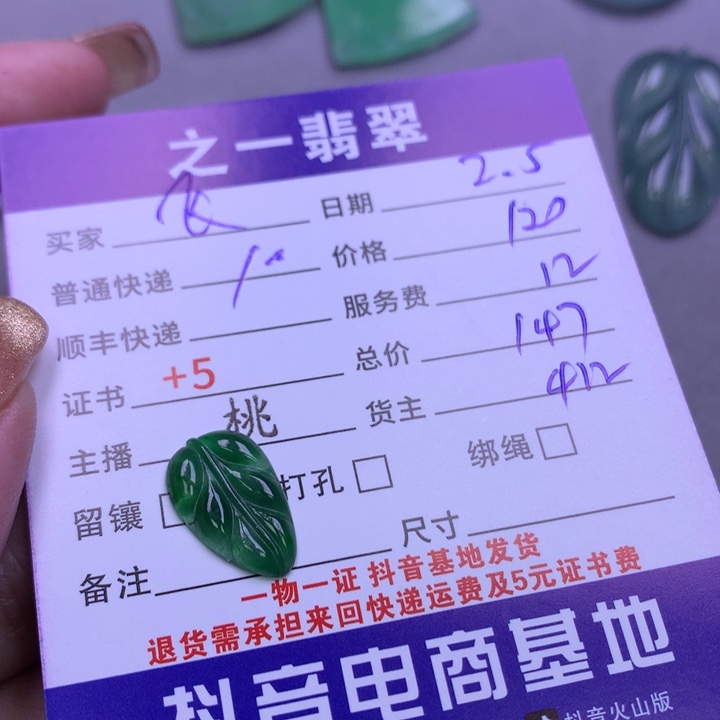 之一翡翠
买家 飞 日期 2.5
普通快递 10 价格 120
顺丰快递 服务费 12
证书 +5 总价 147
主播 桃 货主 412
留镶 打孔 绑绳
备注 尺寸
一物一证 抖音基地发货
退货需承担来回快递运费及5元证书费
抖音电商基地
抖音火山版